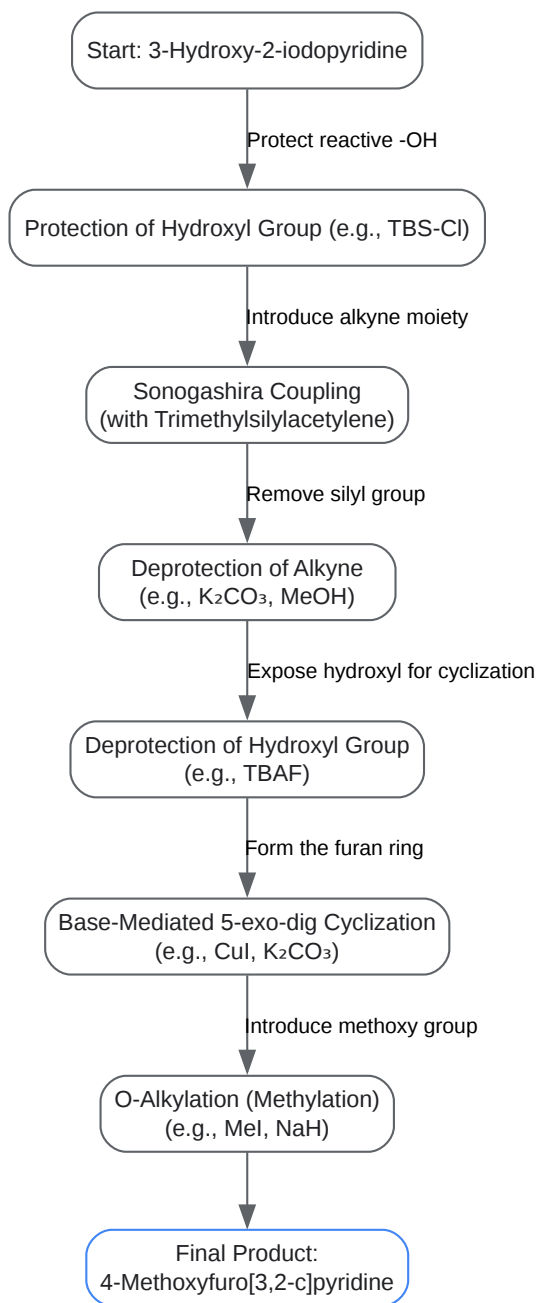 Start: 3-Hydroxy-2-iodopyridine
Protect reactive -OH
Protection of Hydroxyl Group (e.g., TBS-Cl)
Introduce alkyne moiety
Sonogashira Coupling
(with Trimethylsilylacetylene)
Remove silyl group
Deprotection of Alkyne
(e.g., K₂CO₃, MeOH)
Expose hydroxyl for cyclization
Deprotection of Hydroxyl Group
(e.g., TBAF)
Form the furan ring
Base-Mediated 5-exo-dig Cyclization
(e.g., CuI, K₂CO₃)
Introduce methoxy group
O-Alkylation (Methylation)
(e.g., MeI, NaH)
Final Product:
4-Methoxyfuro[3,2-c]pyridine